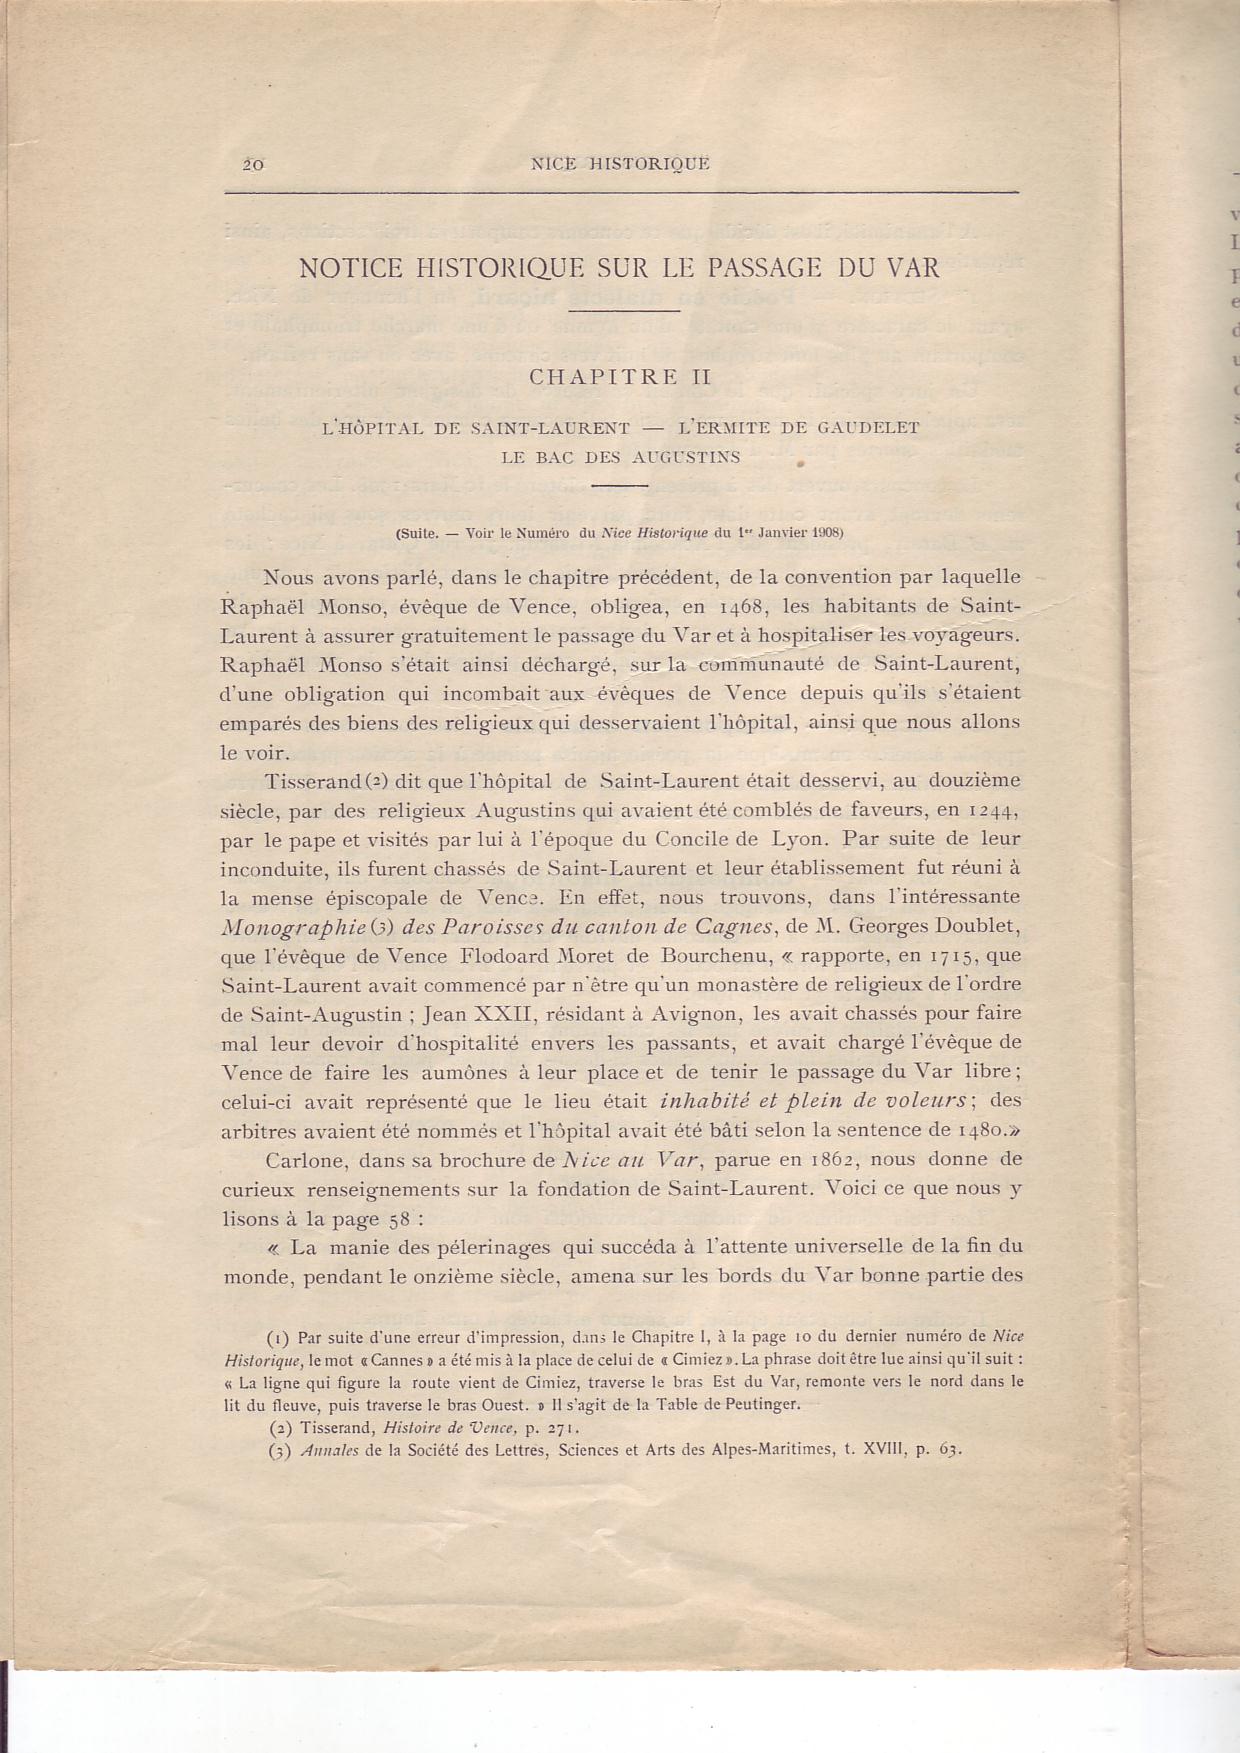 20
NICE HISTORIQUE
NOTICE HISTORIQUE SUR LE PASSAGE DU VAR
CHAPITRE II
L'HÔPITAL DE SAINT-LAURENT — L'ERMITE DE GAUDELET
LE BAC DES AUGUSTINS
(Suite. — Voir le Numéro du Nice Historique du 1er Janvier 1908)
Nous avons parlé, dans le chapitre précédent, de la convention par laquelle
Raphaël Monso, évêque de Vence, obligea, en 1468, les habitants de Saint-
Laurent à assurer gratuitement le passage du Var et à hospitaliser les voyageurs.
Raphaël Monso s'était ainsi déchargé, sur la communauté de Saint-Laurent,
d'une obligation qui incombait aux évêques de Vence depuis qu'ils s'étaient
emparés des biens des religieux qui desservaient l'hôpital, ainsi que nous allons
le voir.
Tisserand (2) dit que l'hôpital de Saint-Laurent était desservi, au douzième
siècle, par des religieux Augustins qui avaient été comblés de faveurs, en 1244,
par le pape et visités par lui à l'époque du Concile de Lyon. Par suite de leur
inconduite, ils furent chassés de Saint-Laurent et leur établissement fut réuni à
la mense épiscopale de Vence. En effet, nous trouvons, dans l'intéressante
Monographie (3) des Paroisses du canton de Cagnes, de M. Georges Doublet,
que l'évêque de Vence Flodoard Moret de Bourchenu, « rapporte, en 1715, que
Saint-Laurent avait commencé par n'être qu'un monastère de religieux de l'ordre
de Saint-Augustin ; Jean XXII, résidant à Avignon, les avait chassés pour faire
mal leur devoir d'hospitalité envers les passants, et avait chargé l'évêque de
Vence de faire les aumônes à leur place et de tenir le passage du Var libre ;
celui-ci avait représenté que le lieu était inhabité et plein de voleurs ; des
arbitres avaient été nommés et l'hôpital avait été bâti selon la sentence de 1480. »
Carlone, dans sa brochure de Nice au Var, parue en 1862, nous donne de
curieux renseignements sur la fondation de Saint-Laurent. Voici ce que nous y
lisons à la page 58 :
« La manie des pélerinages qui succéda à l'attente universelle de la fin du
monde, pendant le onzième siècle, amena sur les bords du Var bonne partie des
(1) Par suite d'une erreur d'impression, dans le Chapitre I, à la page 10 du dernier numéro de Nice
Historique, le mot « Cannes » a été mis à la place de celui de « Cimiez ». La phrase doit être lue ainsi qu'il suit :
« La ligne qui figure la route vient de Cimiez, traverse le bras Est du Var, remonte vers le nord dans le
lit du fleuve, puis traverse le bras Ouest. » Il s'agit de la Table de Peutinger.
(2) Tisserand, Histoire de Vence, p. 271.
(3) Annales de la Société des Lettres, Sciences et Arts des Alpes-Maritimes, t. XVIII, p. 63.